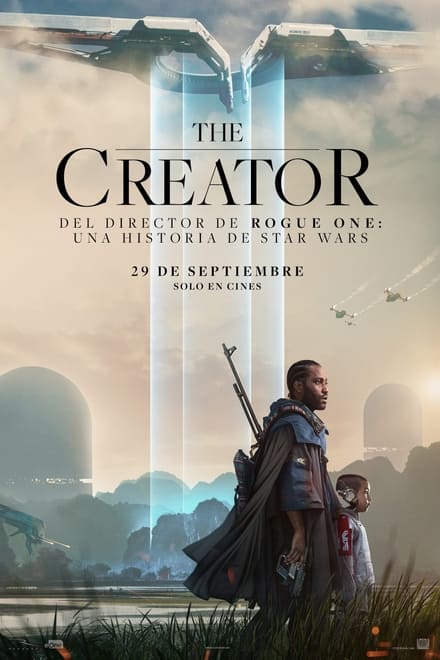 THE
CREATOR
DEL DIRECTOR DE ROGUE ONE:
UNA HISTORIA DE STAR WARS
29 DE SEPTIEMBRE
SOLO EN CINES